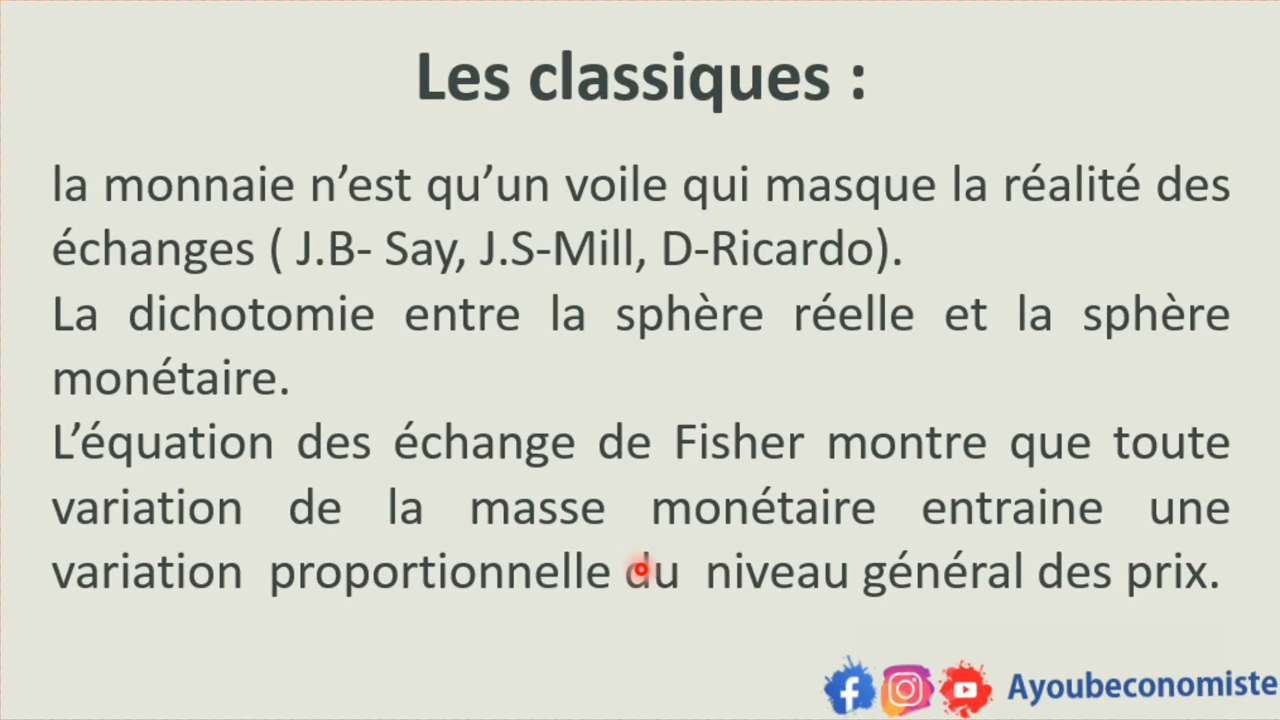 Les classiques :
la monnaie n’est qu’un voile qui masque la réalité des
échanges ( J.B- Say, J.S-Mill, D-Ricardo).
La dichotomie entre la sphère réelle et la sphère
monétaire.
L’équation des échange de Fisher montre que toute
variation de la masse monétaire entraine une
variation proportionnelle du niveau général des prix.
Ayoubeconomiste